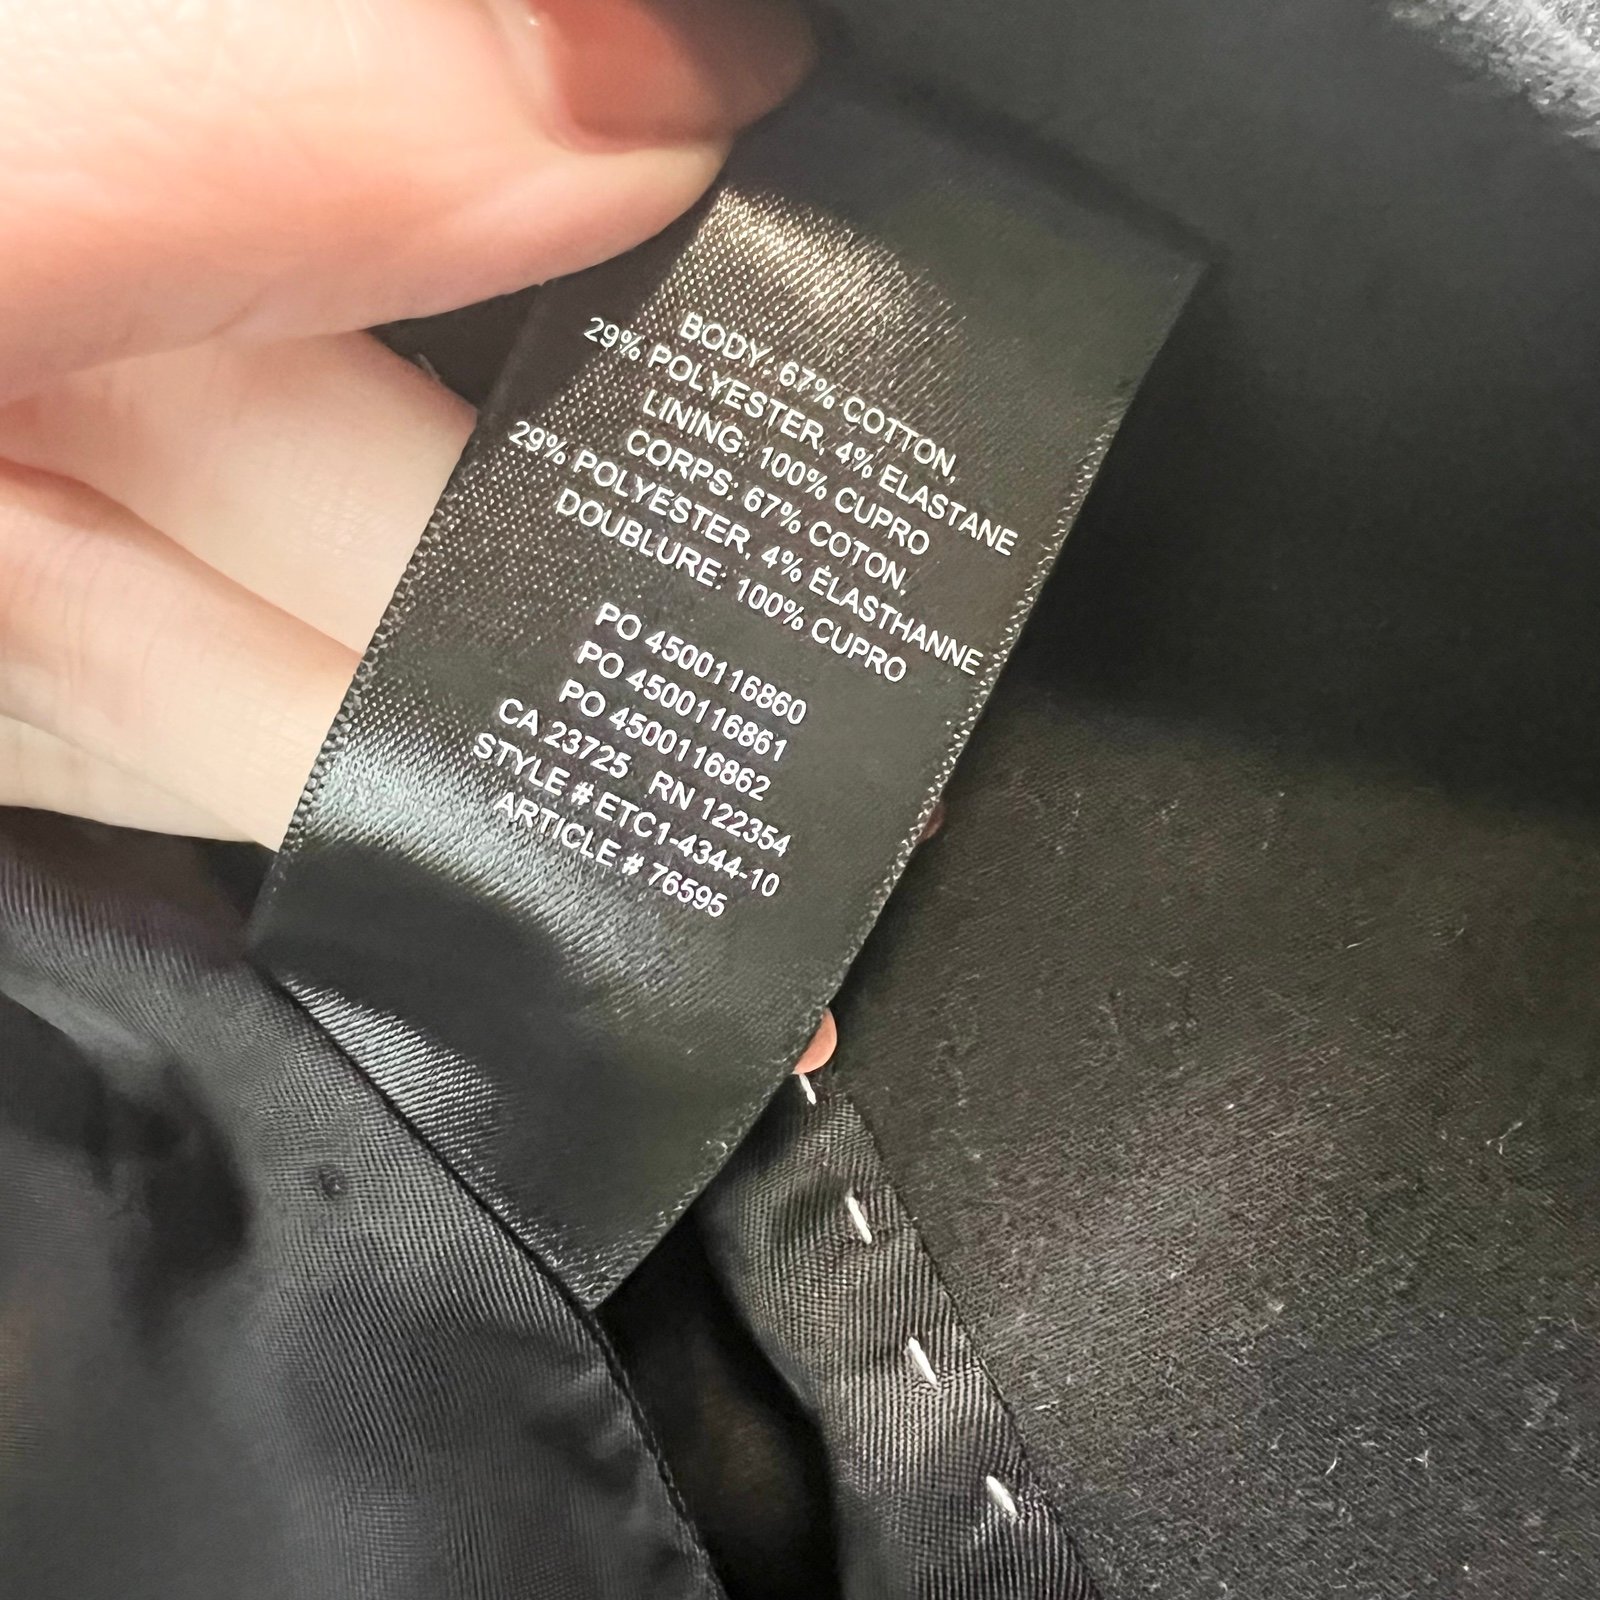 BODY: 67% COTTON,
29% POLYESTER, 4% ELASTANE
LINING: 100% CUPRO
CORPS: 67% COTON,
29% POLYESTER, 4% ÉLASTHANNE
DOUBLURE: 100% CUPRO
PO 4500116860
PO 4500116861
PO 4500116862
CA 23725 RN 122354
STYLE # ETC1-4344-10
ARTICLE # 76595